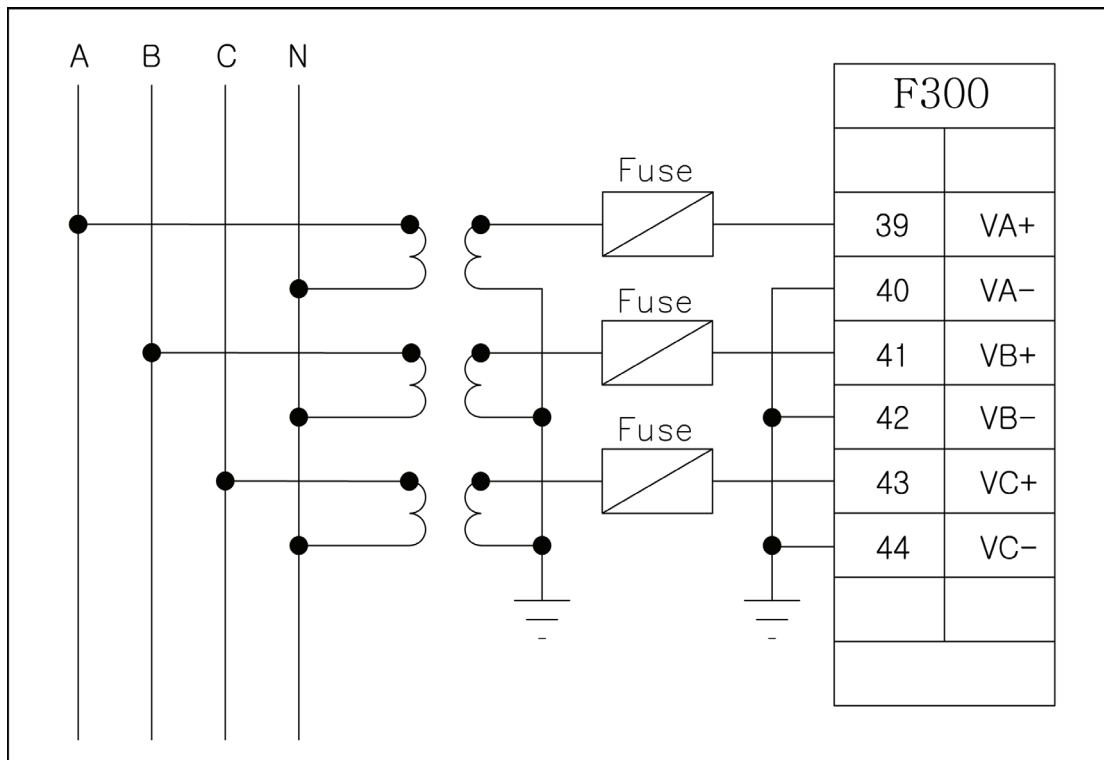 A B C N
F300
Fuse
39 VA+
40 VA-
Fuse
41 VB+
42 VB-
Fuse
43 VC+
44 VC-